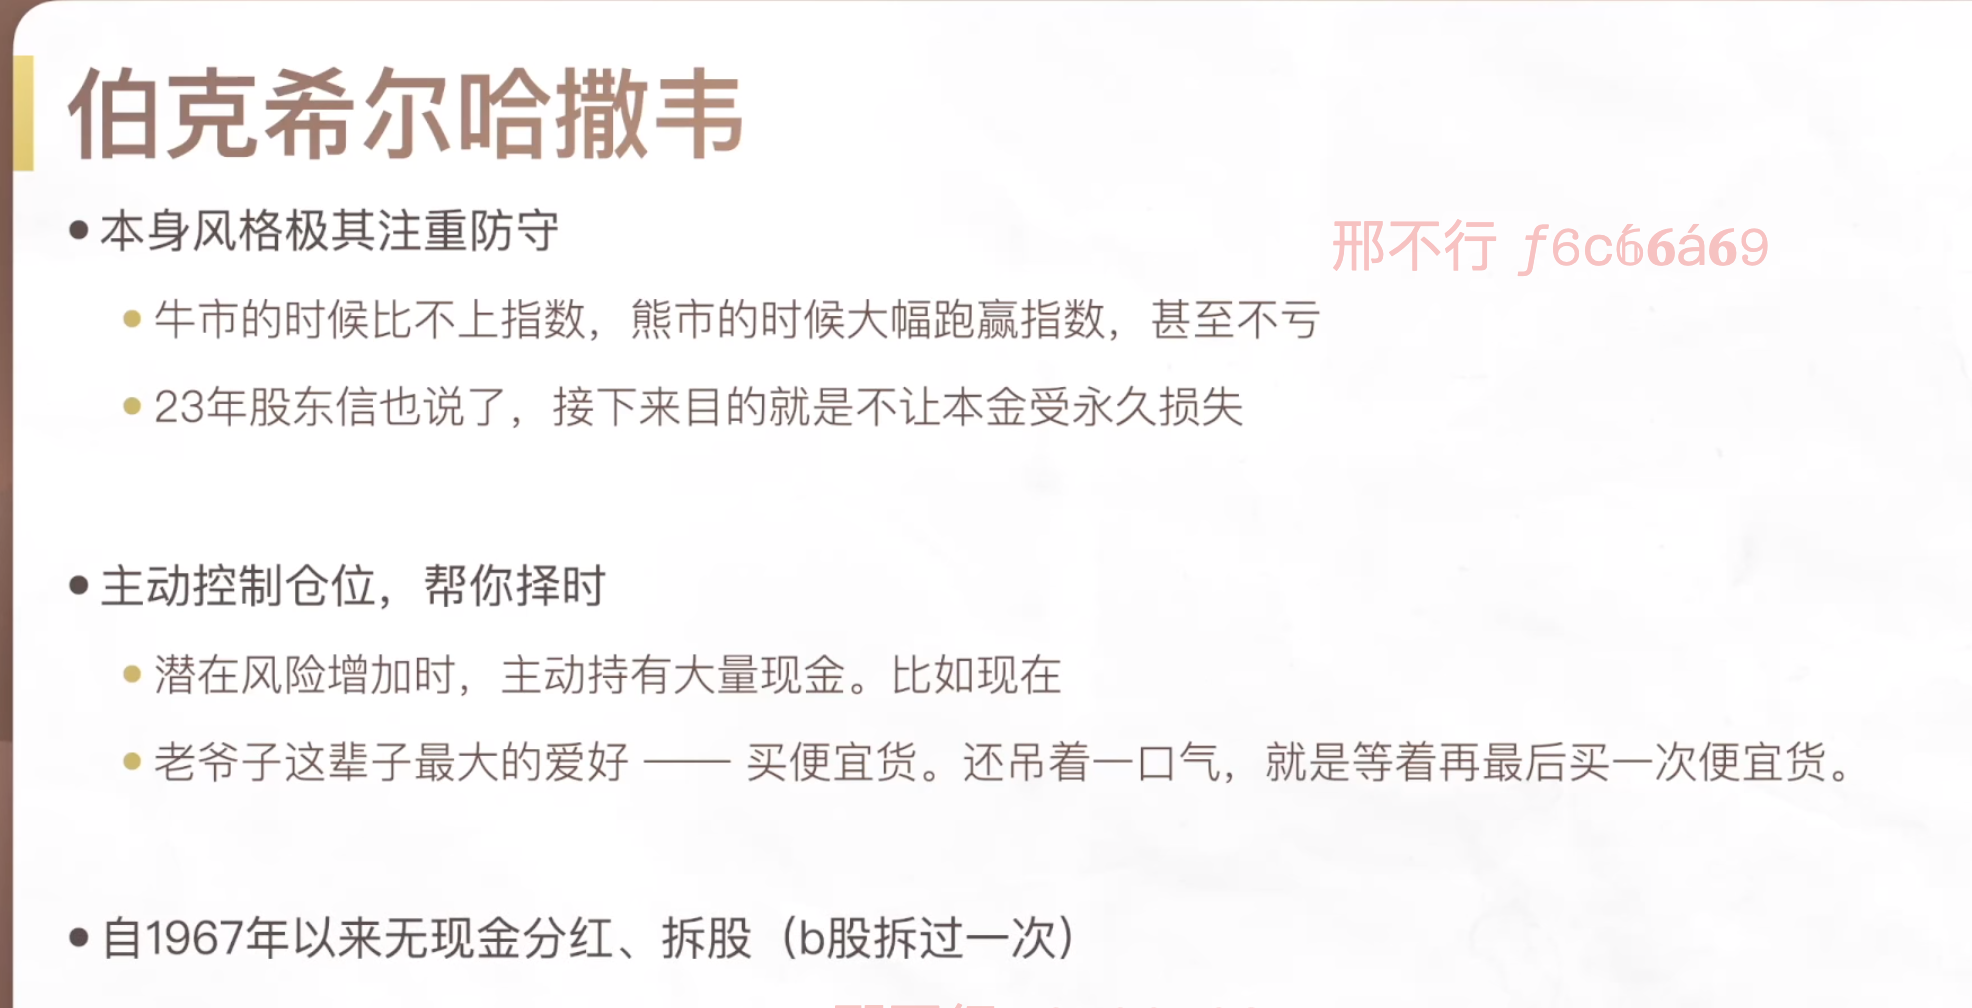 伯克希尔哈撒韦
本身风格极其注重防守
邢不行
牛市的时候比不上指数，熊市的时候大幅跑赢指数，甚至不亏
23年股东信也说了，接下来目的就是不让本金受永久损失
主动控制仓位，帮你择时
潜在风险增加时，主动持有大量现金。比如现在
老爷子这辈子最大的爱好 —— 买便宜货。还吊着一口气，就是等着再最后买一次便宜货。
自1967年以来无现金分红、拆股（b股拆过一次）